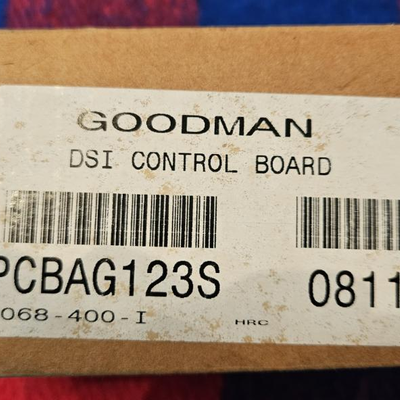 GOODMAN
DSI CONTROL BOARD
PCBAG123S 0811
068-400-I HRC